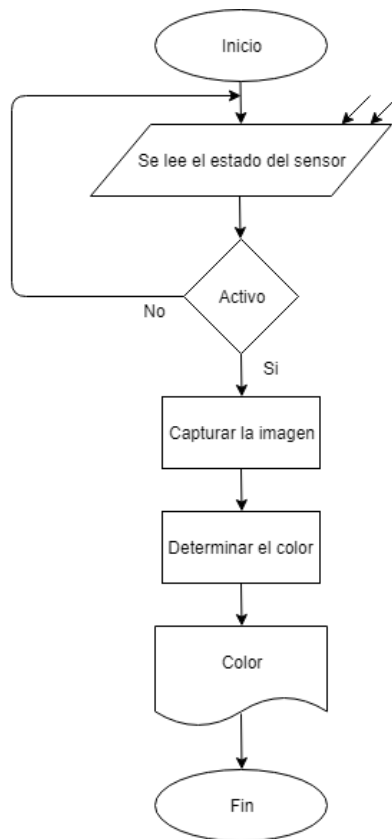 Inicio
Se lee el estado del sensor
Activo
No
Si
Capturar la imagen
Determinar el color
Color
Fin